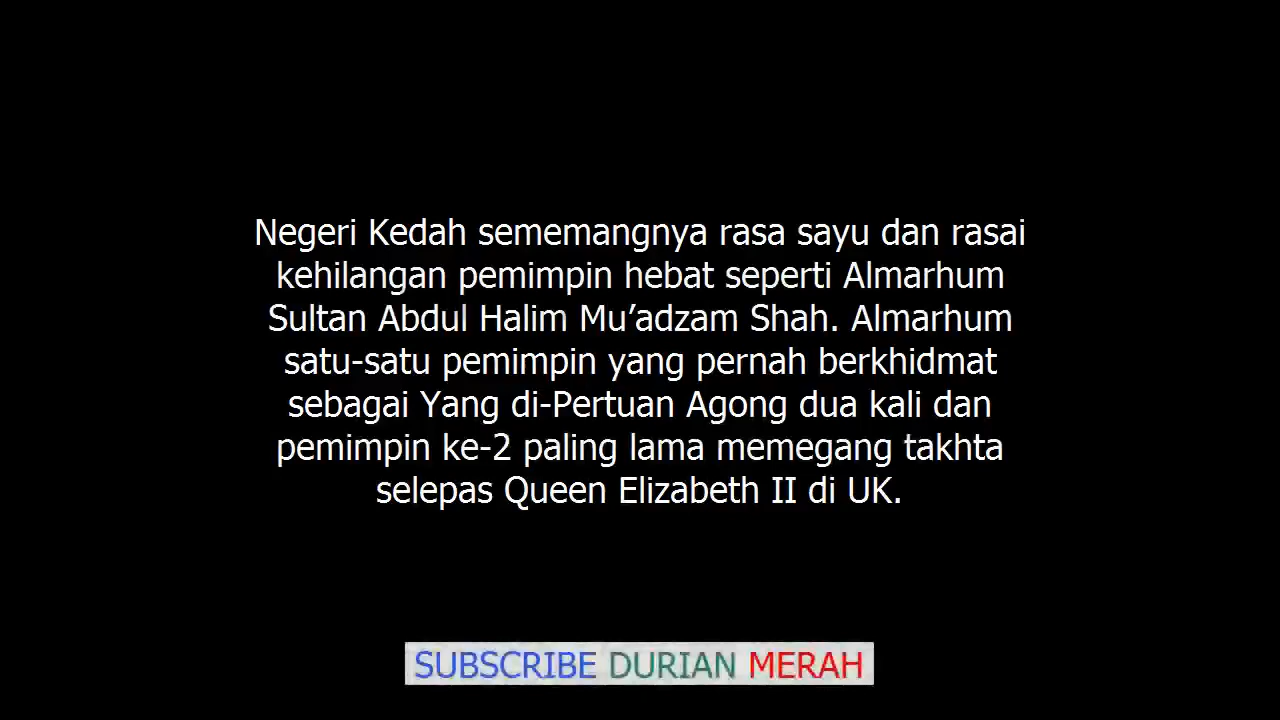 Negeri Kedah sememangnya rasa sayu dan rasai
kehilangan pemimpin hebat seperti Almarhum
Sultan Abdul Halim Mu’adzam Shah. Almarhum
satu-satu pemimpin yang pernah berkhidmat
sebagai Yang di-Pertuan Agong dua kali dan
pemimpin ke-2 paling lama memegang takhta
selepas Queen Elizabeth II di UK.
SUBSCRIBE DURIAN MERAH